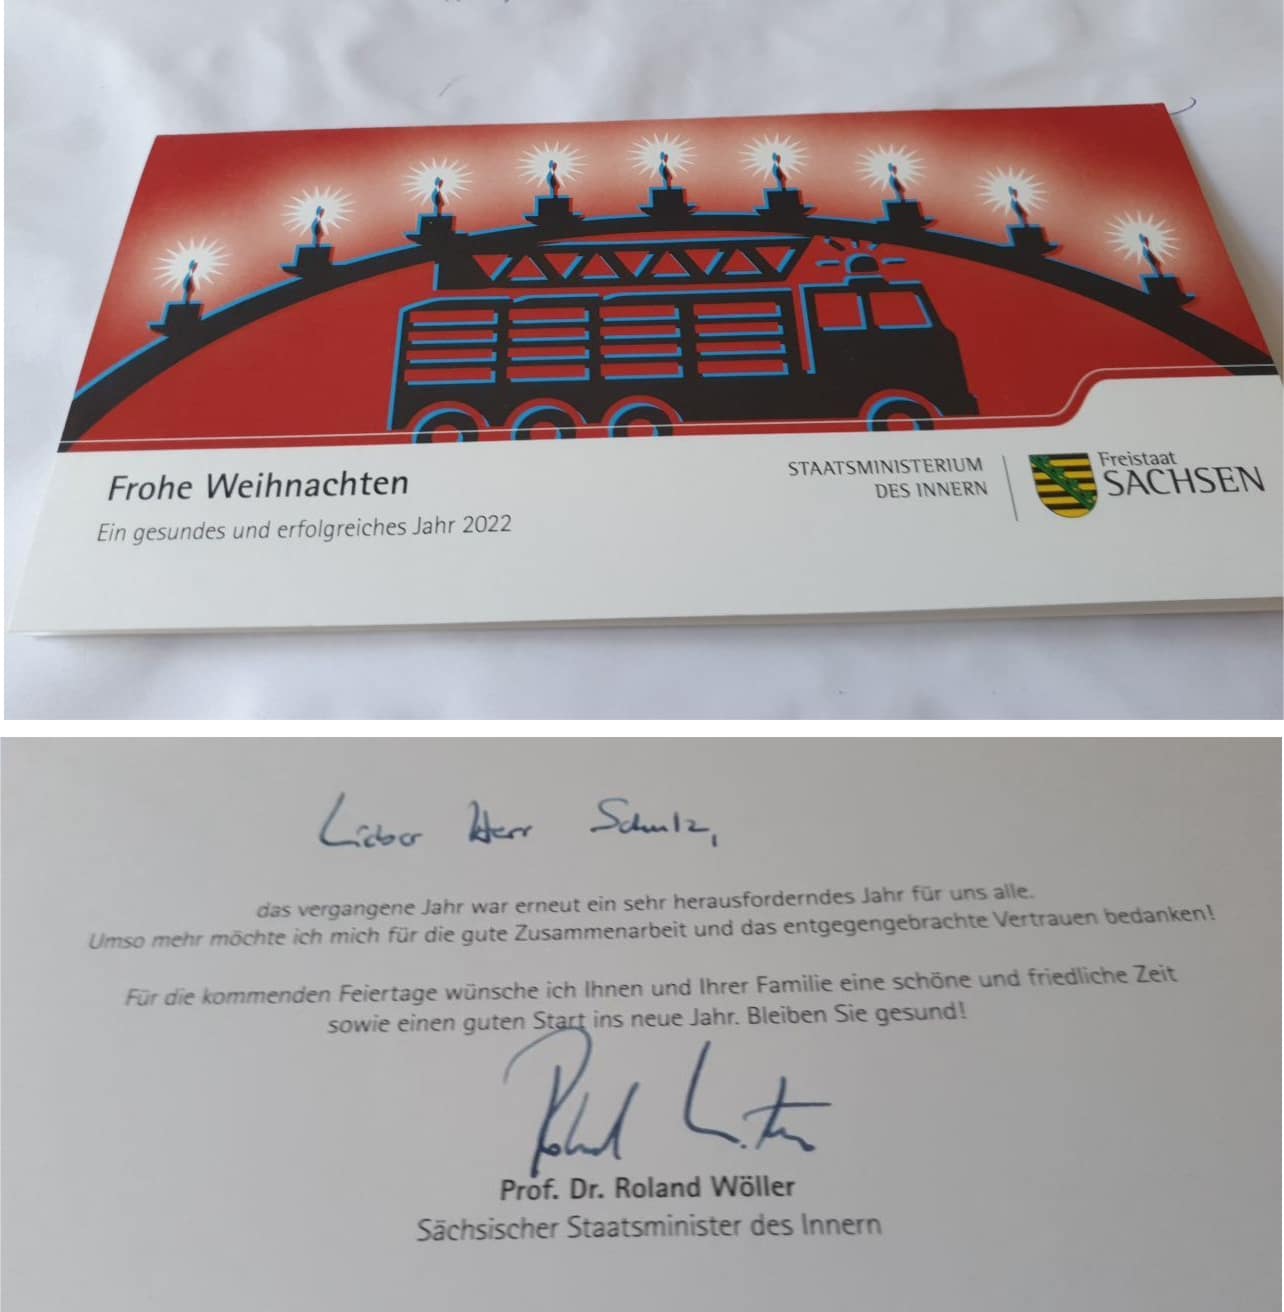 Frohe Weihnachten
Ein gesundes und erfolgreiches Jahr 2022
STAATSMINISTERIUM
DES INNERN
Freistaat
SACHSEN
Lieber Herr Schulz,
das vergangene Jahr war erneut ein sehr herausforderndes Jahr für uns alle.
Umso mehr möchte ich mich für die gute Zusammenarbeit und das entgegengebrachte Vertrauen bedanken!
Für die kommenden Feiertage wünsche ich Ihnen und Ihrer Familie eine schöne und friedliche Zeit
sowie einen guten Start ins neue Jahr. Bleiben Sie gesund!
Roland
Prof. Dr. Roland Wöller
Sächsischer Staatsminister des Innern